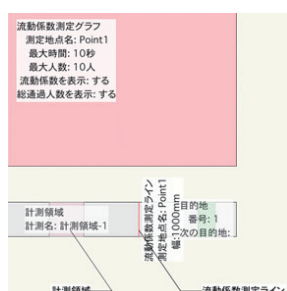 流動係数測定グラフ
測定地点名: Point1
最大時間: 10秒
最大人数: 10人
流動係数を表示: する
総通過人数を表示: する
計測領域
計測名: 計測領域-1
流動係数測定ライン
測定地点名: Point1
幅:1000mm
目的地
番号: 1
次の目的地:
計測領域
流動係数測定ライン